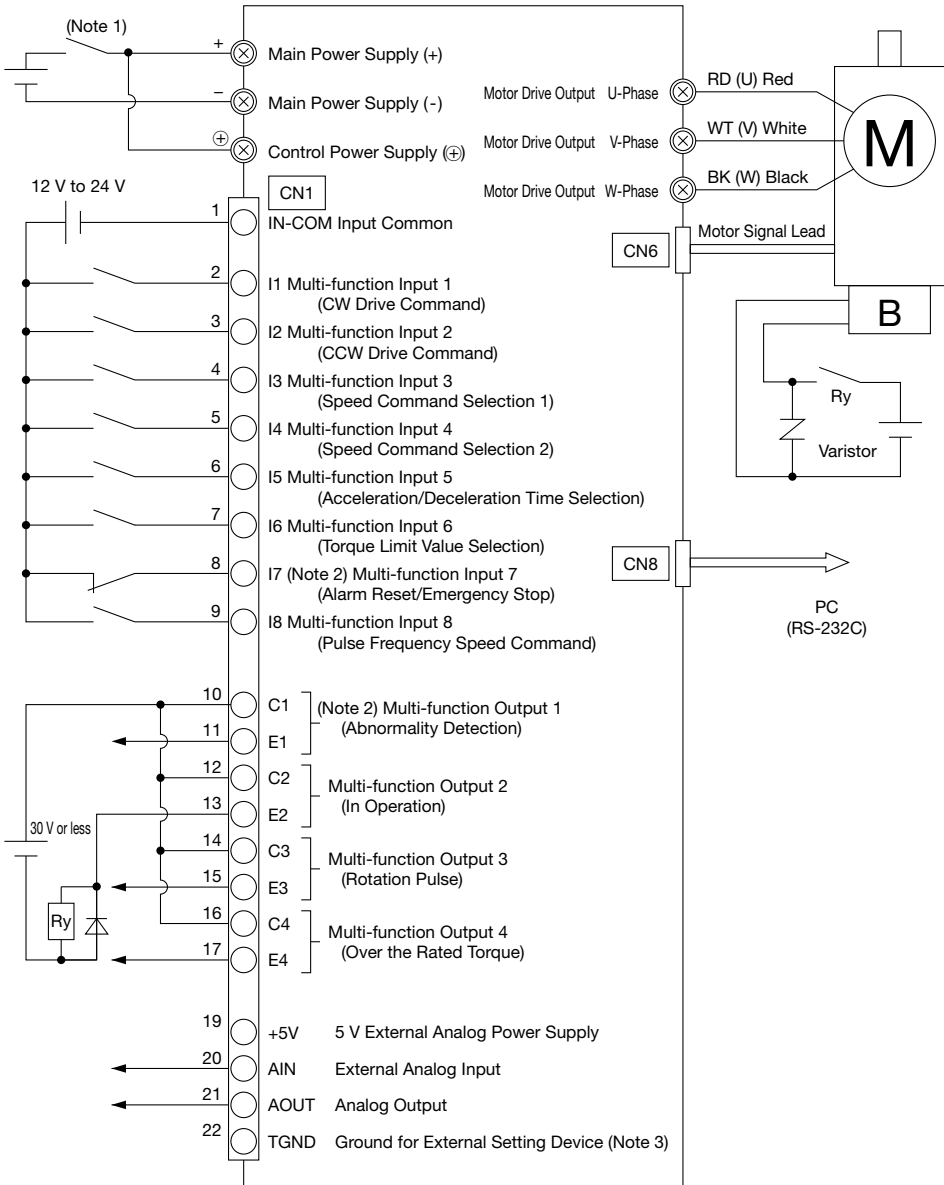 (Note 1)
+ Main Power Supply (+)
− Main Power Supply (-)
⊕ Control Power Supply (⊕)
Motor Drive Output U-Phase RD (U) Red
Motor Drive Output V-Phase WT (V) White
Motor Drive Output W-Phase BK (W) Black
M
12 V to 24 V
CN1
1 IN-COM Input Common
CN6 Motor Signal Lead
B
2 I1 Multi-function Input 1
(CW Drive Command)
3 I2 Multi-function Input 2
(CCW Drive Command)
4 I3 Multi-function Input 3
(Speed Command Selection 1)
5 I4 Multi-function Input 4
(Speed Command Selection 2)
6 I5 Multi-function Input 5
(Acceleration/Deceleration Time Selection)
7 I6 Multi-function Input 6
(Torque Limit Value Selection)
8 I7 (Note 2) Multi-function Input 7
(Alarm Reset/Emergency Stop)
9 I8 Multi-function Input 8
(Pulse Frequency Speed Command)
Ry
Varistor
CN8
PC
(RS-232C)
10 C1
11 E1
(Note 2) Multi-function Output 1
(Abnormality Detection)
12 C2
13 E2
Multi-function Output 2
(In Operation)
30 V or less
14 C3
15 E3
Multi-function Output 3
(Rotation Pulse)
Ry
16 C4
17 E4
Multi-function Output 4
(Over the Rated Torque)
19 +5V 5 V External Analog Power Supply
20 AIN External Analog Input
21 AOUT Analog Output
22 TGND Ground for External Setting Device (Note 3)